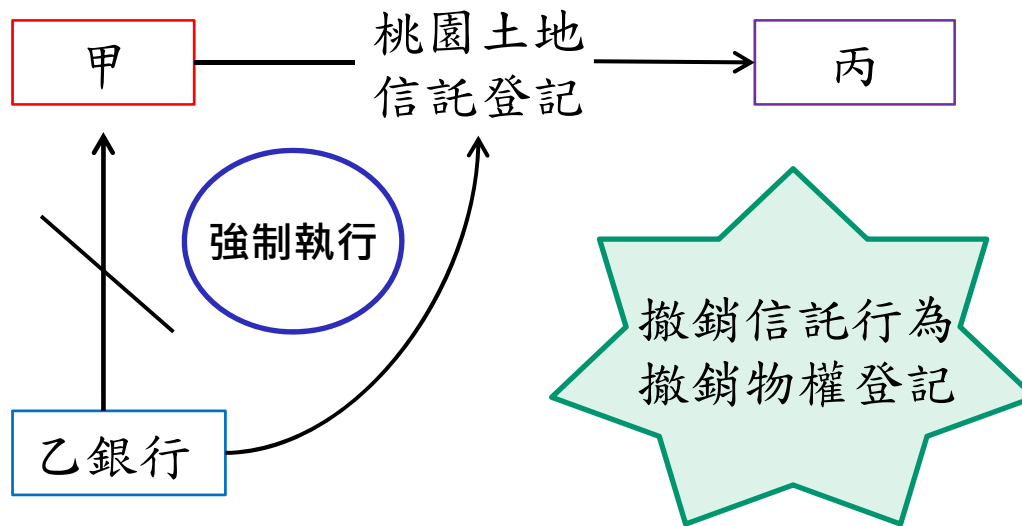 甲
桃園土地
信託登記
丙
強制執行
撤銷信託行為
撤銷物權登記
乙銀行